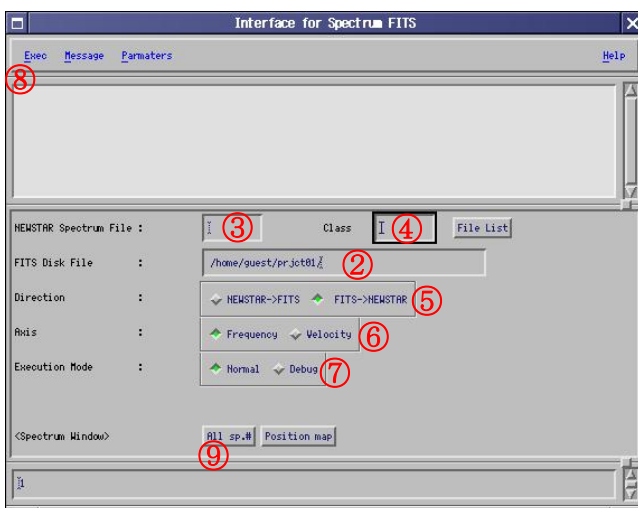 Interface for Spectrum FITS
Exec Message Parmaters Help
⑧
NEWSTAR Spectrum File : ③ Class ④ File List
FITS Disk File : /home/guest/prjct01/ ②
Direction : NEWSTAR->FITS FITS->NEWSTAR ⑤
Axis : Frequency Velocity ⑥
Execution Mode : Normal Debug ⑦
<Spectrum Window> All sp.# Position map
⑨
1